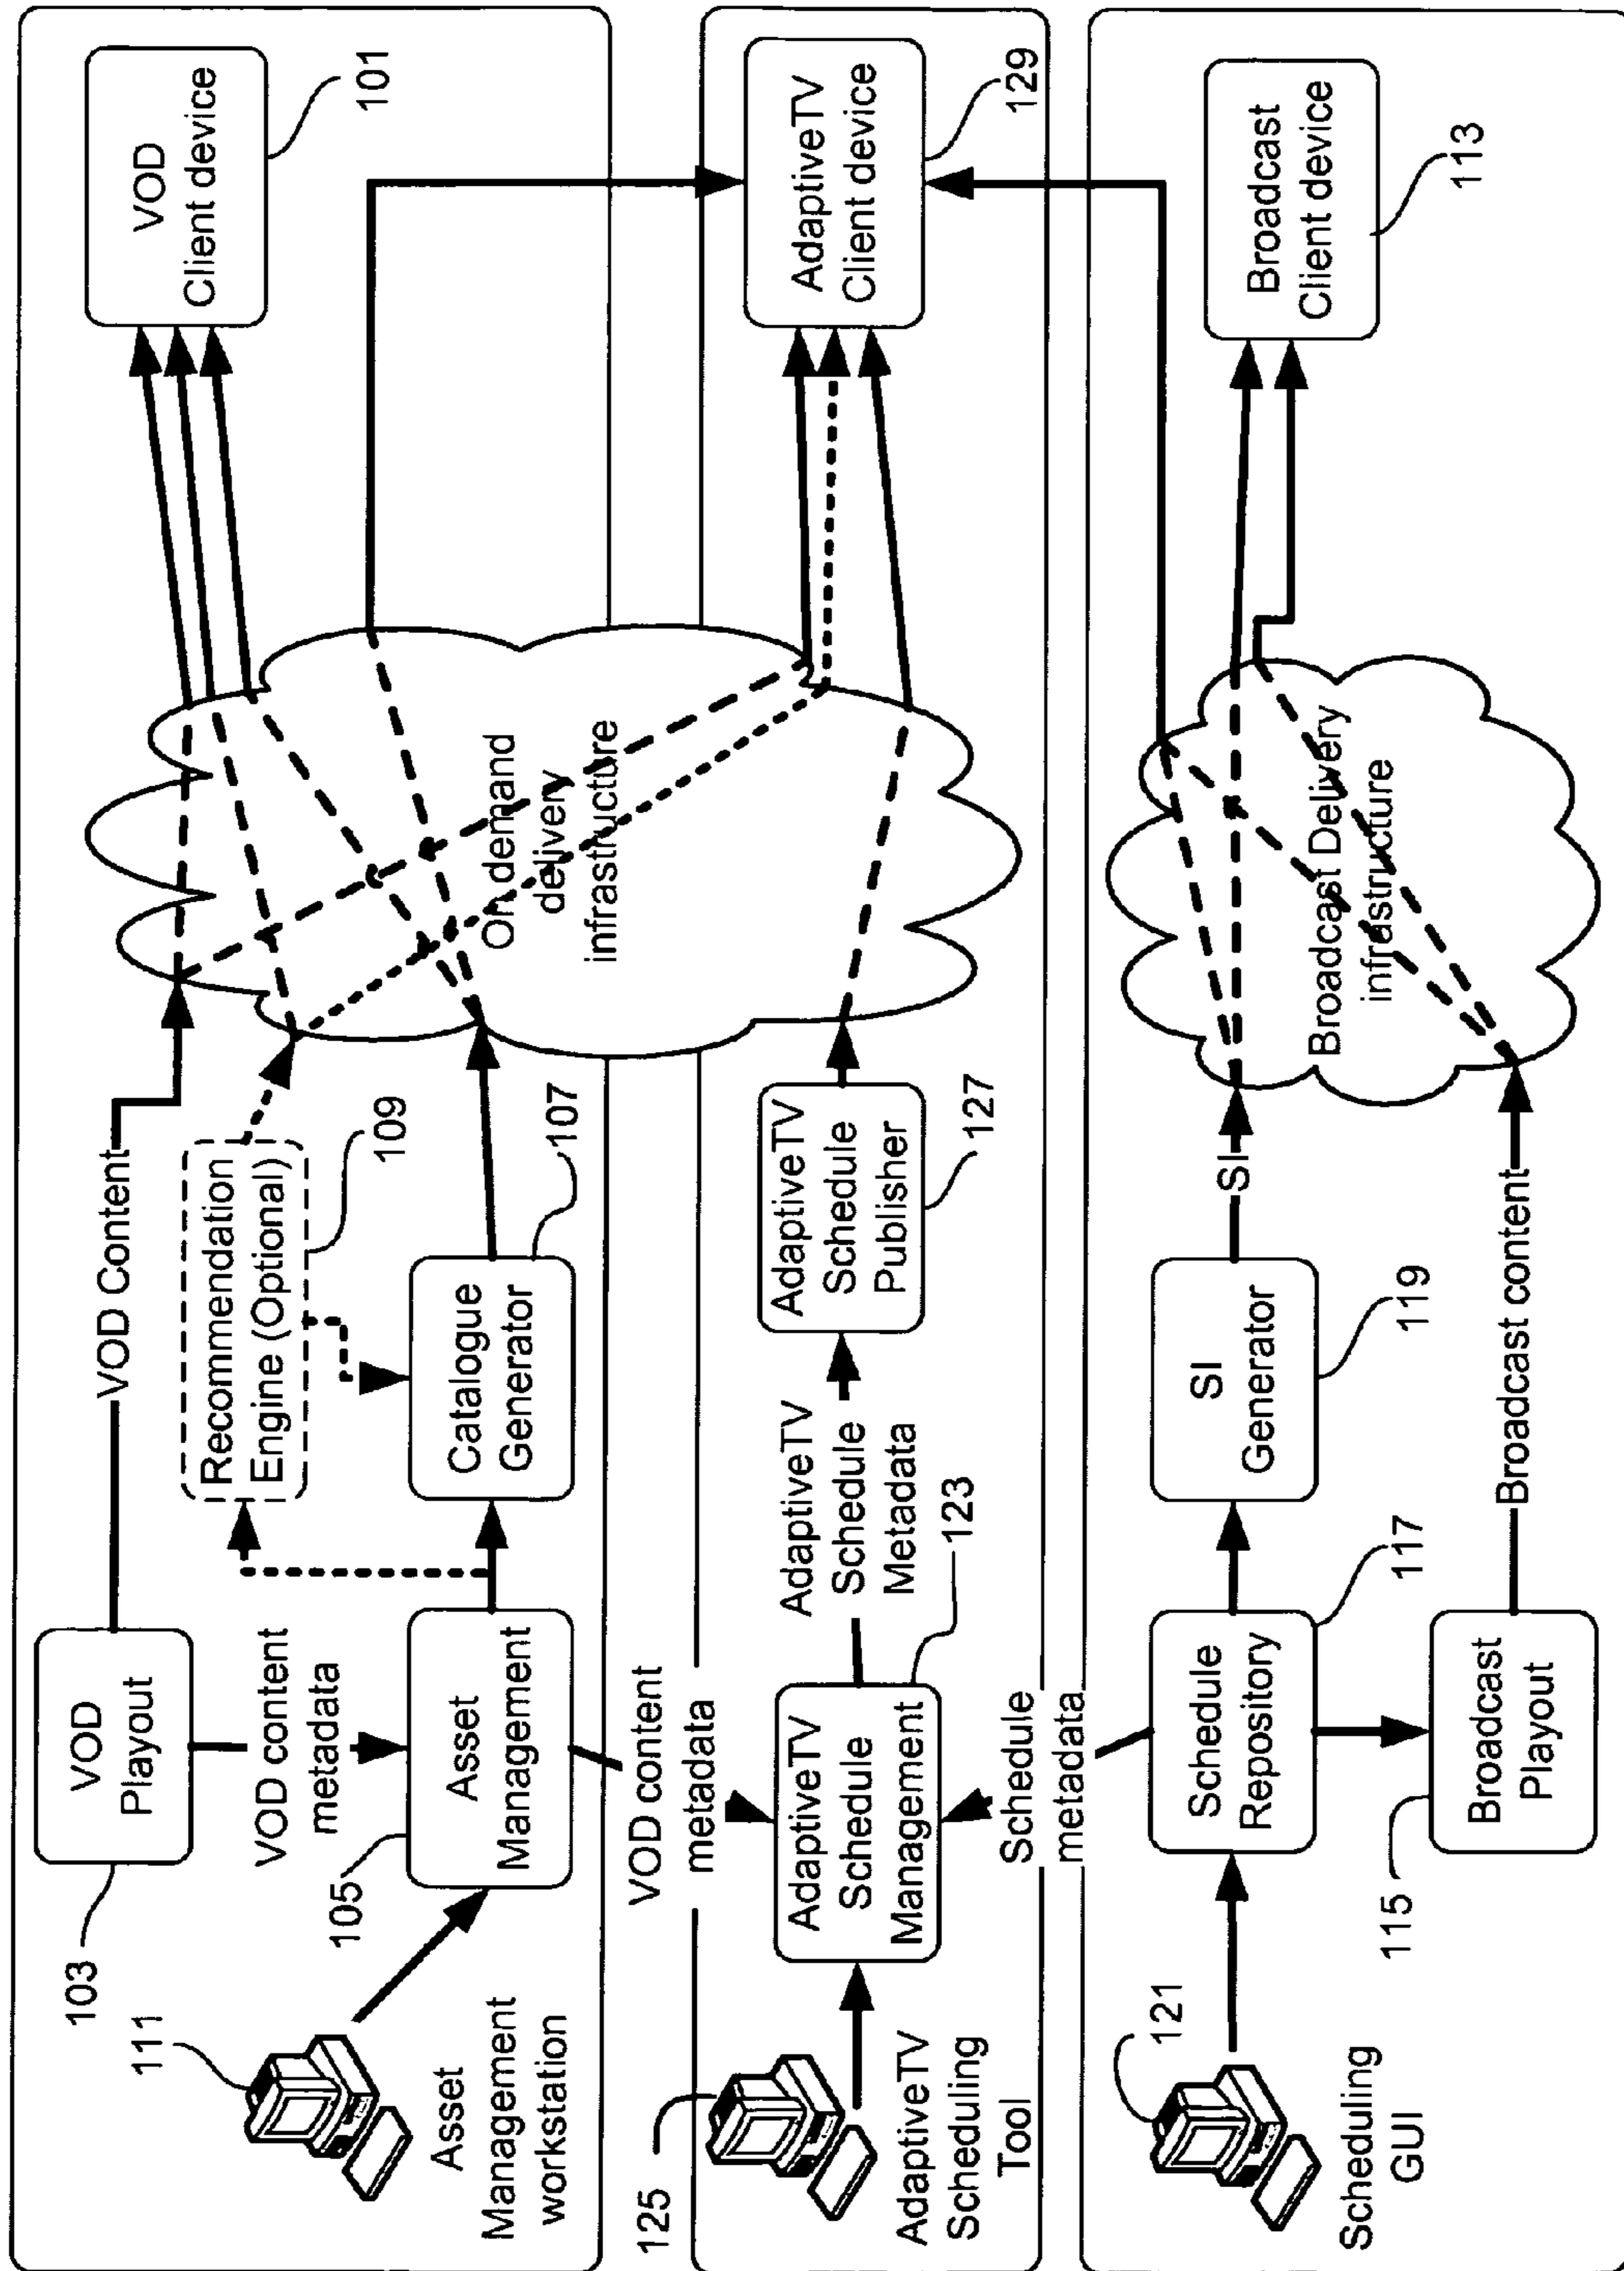 VOD
Playout
103
VOD Content
VOD
Client device
101
VOD content
metadata
Recommendation
Engine (Optional)
109
111
Asset
Management
workstation
105
Asset
Management
Catalogue
Generator
107
On demand
delivery
infrastructure
VOD content
metadata
125
AdaptiveTV
Scheduling
Tool
AdaptiveTV
Schedule
Management
123
AdaptiveTV
Schedule
Metadata
AdaptiveTV
Schedule
Publisher
127
AdaptiveTV
Client device
129
Schedule
metadata
121
Scheduling
GUI
Schedule
Repository
117
SI
Generator
119
SI
Broadcast Delivery
infrastructure
Broadcast
Client device
113
115
Broadcast
Playout
Broadcast content